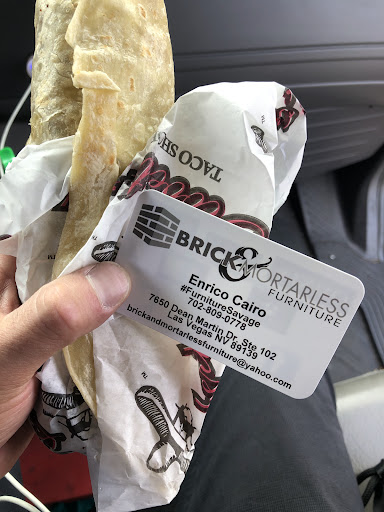 TACO SH
BRICK &
MORTARLESS
FURNITURE
Enrico Cairo
#FurnitureSavage
702-809-0778
7650 Dean Martin Dr. Ste 102
Las Vegas NV 89139
brickandmortarlessfurniture@yahoo.com